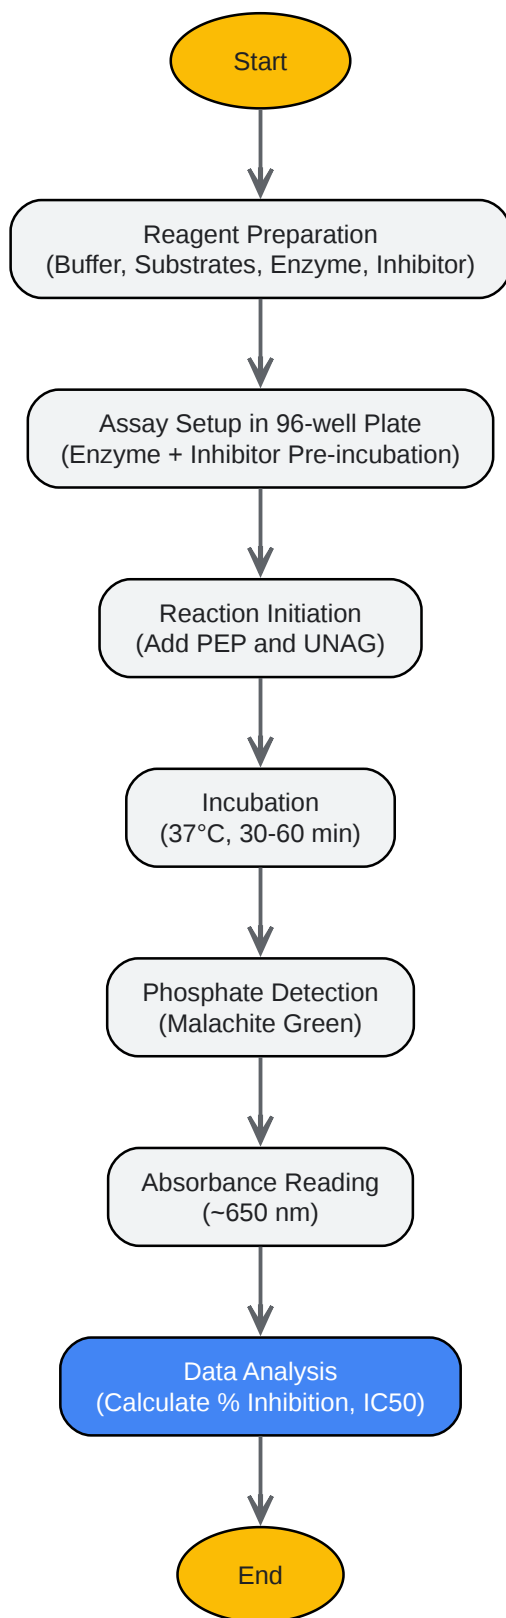 Start
Reagent Preparation
(Buffer, Substrates, Enzyme, Inhibitor)
Assay Setup in 96-well Plate
(Enzyme + Inhibitor Pre-incubation)
Reaction Initiation
(Add PEP and UNAG)
Incubation
(37°C, 30-60 min)
Phosphate Detection
(Malachite Green)
Absorbance Reading
(~650 nm)
Data Analysis
(Calculate % Inhibition, IC50)
End